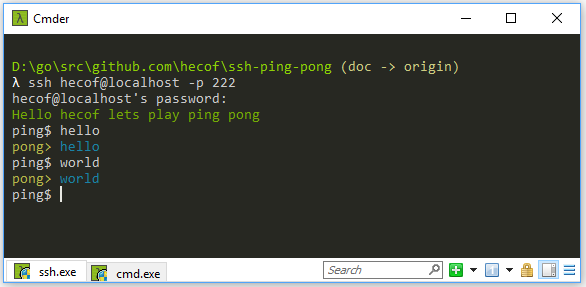 Cmder
D:\go\src\github.com\hecof\ssh-ping-pong (doc -> origin)
λ ssh hecof@localhost -p 222
hecof@localhost's password:
Hello hecof lets play ping pong
ping$ hello
pong> hello
ping$ world
pong> world
ping$
ssh.exe cmd.exe Search